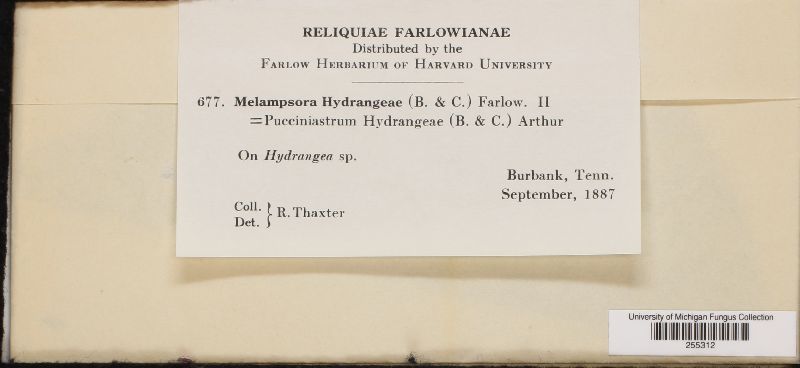 RELIQUIAE FARLOWIANAE
Distributed by the
FARLOW HERBARIUM OF HARVARD UNIVERSITY
677. Melampsora Hydrangeae (B. & C.) Farlow. II
=Pucciniastrum Hydrangeae (B. & C.) Arthur
On Hydrangea sp.
Burbank, Tenn.
September, 1887
Coll. } R. Thaxter
Det.
University of Michigan Fungus Collection
255312